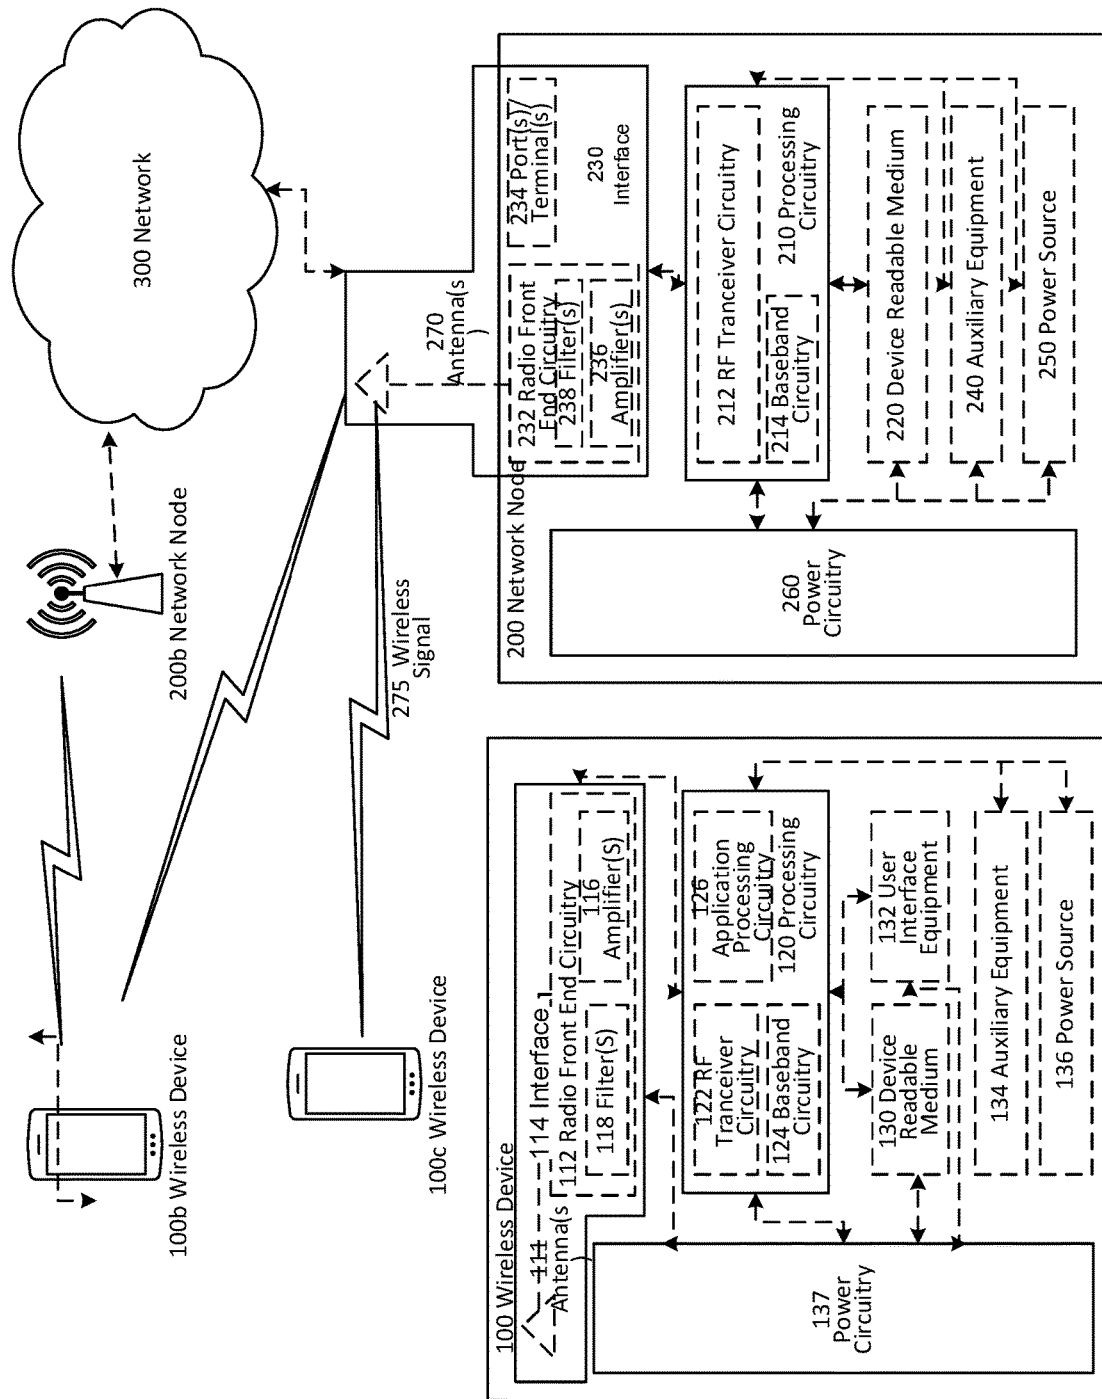 300 Network
200b Network Node
100b Wireless Device
100c Wireless Device
275 Wireless
Signal
200 Network Node
270
Antenna(s
234 Port(s)/
Terminal(s)
230
Interface
232 Radio Front
End Circuitry
238 Filter(s)
236
Amplifier(s)
212 RF Tranceiver Circuitry
214 Baseband
Circuitry
210 Processing
Circuitry
220 Device Readable Medium
240 Auxiliary Equipment
250 Power Source
260
Power
Circuitry
100 Wireless Device
111
Antenna(s
114 Interface
112 Radio Front End Circuitry
118 Filter(S)
116
Amplifier(S)
122 RF
Tranceiver
Circuitry
124 Baseband
Circuitry
126
Application
Processing
Circuitry
120 Processing
Circuitry
130 Device
Readable
Medium
132 User
Interface
Equipment
134 Auxiliary Equipment
136 Power Source
137
Power
Circuitry